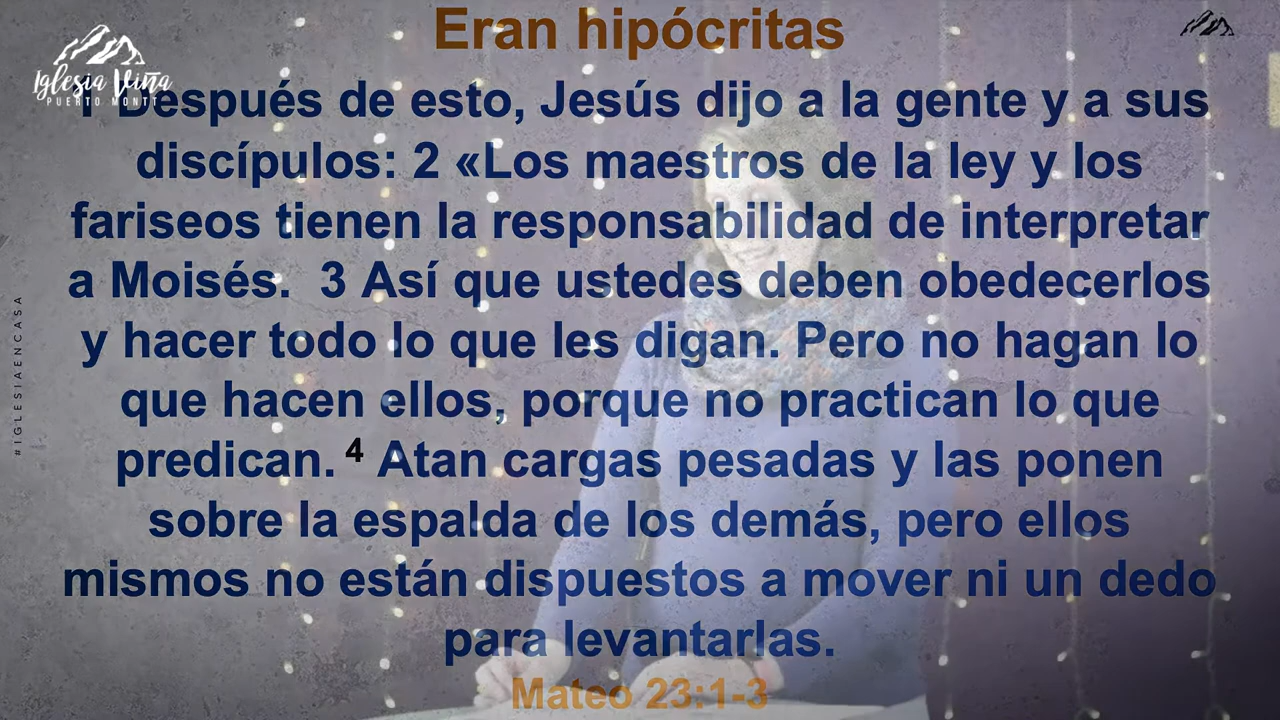 Eran hipócritas
Iglesia Viña
PUERTO MONTT
1 Después de esto, Jesús dijo a la gente y a sus
discípulos: 2 «Los maestros de la ley y los
fariseos tienen la responsabilidad de interpretar
a Moisés. 3 Así que ustedes deben obedecerlos
y hacer todo lo que les digan. Pero no hagan lo
que hacen ellos, porque no practican lo que
predican. 4 Atan cargas pesadas y las ponen
sobre la espalda de los demás, pero ellos
mismos no están dispuestos a mover ni un dedo
para levantarlas.
Mateo 23:1-3
#IGLESIAENCASA